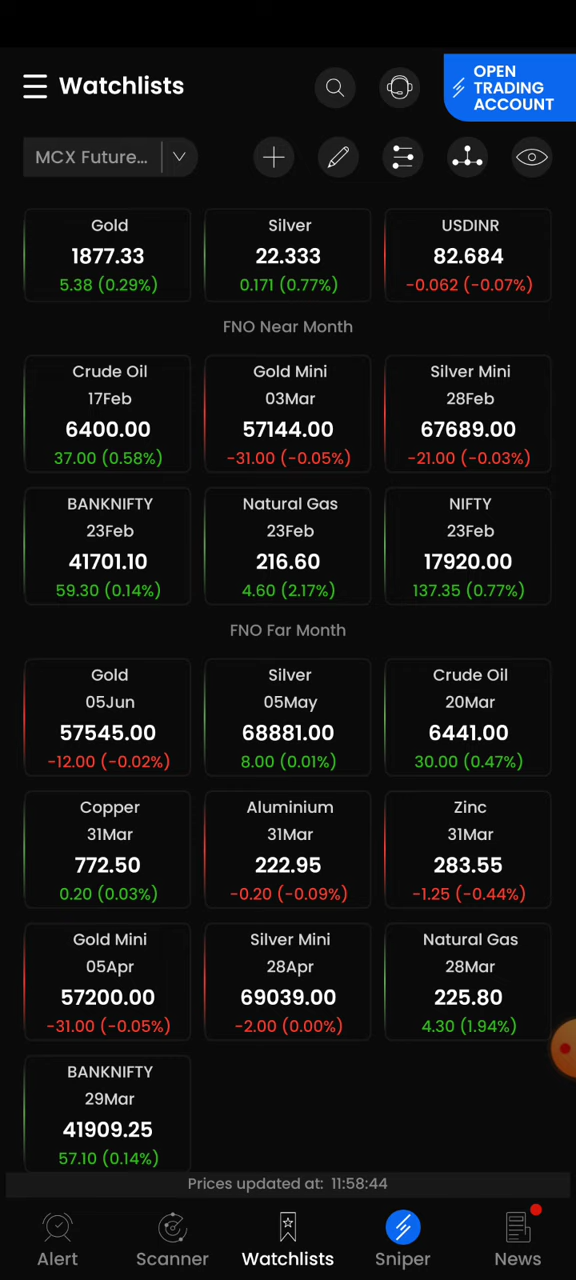 Watchlists
OPEN
TRADING
ACCOUNT
MCX Future...
Gold
1877.33
5.38 (0.29%)
Silver
22.333
0.171 (0.77%)
USDINR
82.684
-0.062 (-0.07%)
FNO Near Month
Crude Oil
17Feb
6400.00
37.00 (0.58%)
Gold Mini
03Mar
57144.00
-31.00 (-0.05%)
Silver Mini
28Feb
67689.00
-21.00 (-0.03%)
BANKNIFTY
23Feb
41701.10
59.30 (0.14%)
Natural Gas
23Feb
216.60
4.60 (2.17%)
NIFTY
23Feb
17920.00
137.35 (0.77%)
FNO Far Month
Gold
05Jun
57545.00
-12.00 (-0.02%)
Silver
05May
68881.00
8.00 (0.01%)
Crude Oil
20Mar
6441.00
30.00 (0.47%)
Copper
31Mar
772.50
0.20 (0.03%)
Aluminium
31Mar
222.95
-0.20 (-0.09%)
Zinc
31Mar
283.55
-1.25 (-0.44%)
Gold Mini
05Apr
57200.00
-31.00 (-0.05%)
Silver Mini
28Apr
69039.00
-2.00 (0.00%)
Natural Gas
28Mar
225.80
4.30 (1.94%)
BANKNIFTY
29Mar
41909.25
57.10 (0.14%)
Prices updated at: 11:58:44
Alert
Scanner
Watchlists
Sniper
News